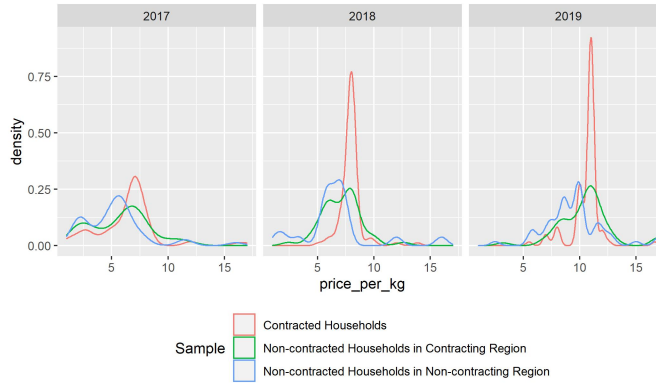 2017 2018 2019
0.75
0.50
0.25
0.00
density
5 10 15 5 10 15 5 10 15
price_per_kg
Sample
Contracted Households
Non-contracted Households in Contracting Region
Non-contracted Households in Non-contracting Region